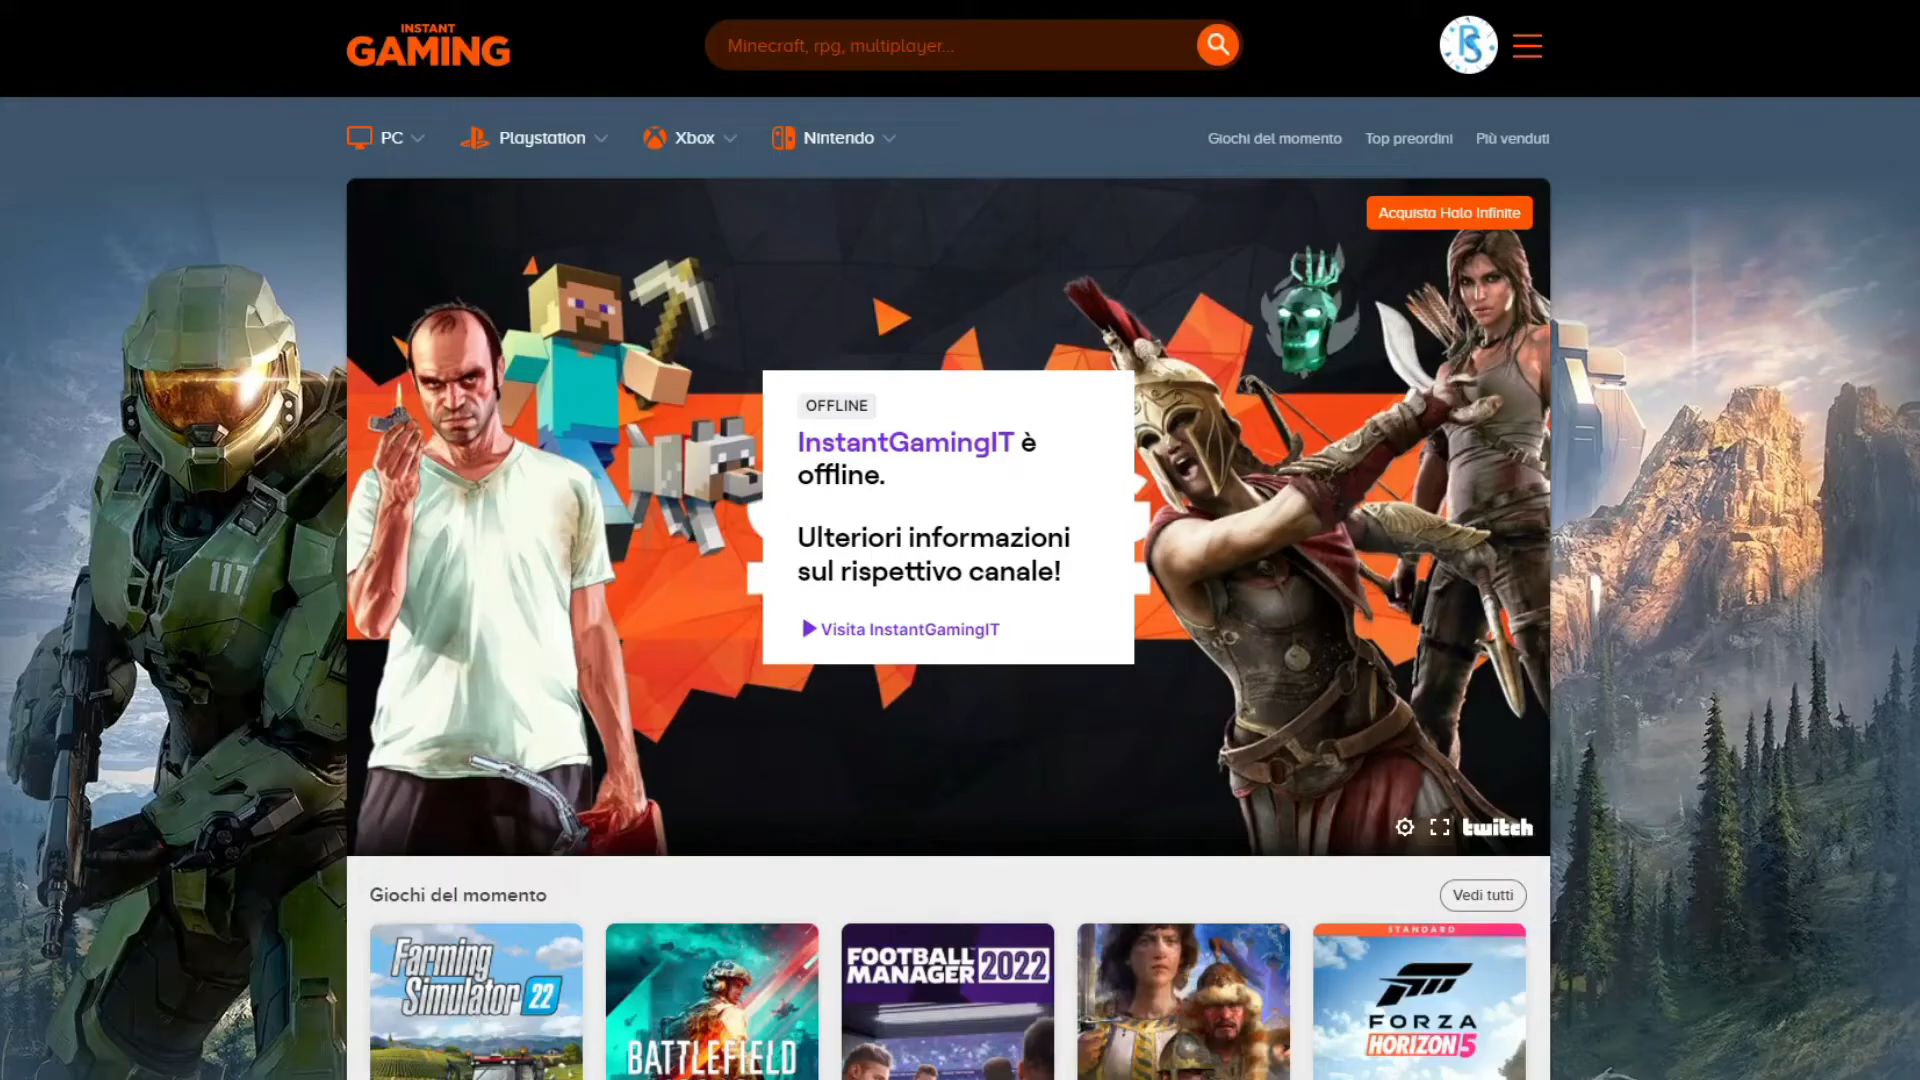 INSTANT
GAMING
Minecraft, rpg, multiplayer...
PS
PC
Playstation
Xbox
Nintendo
Giochi del momento
Top preordini
Più venduti
Acquista Halo Infinite
117
OFFLINE
InstantGamingIT è
offline.
Ulteriori informazioni
sul rispettivo canale!
Visita InstantGamingIT
twitch
Giochi del momento
Vedi tutti
Farming
Simulator 22
BATTLEFIELD
FOOTBALL
MANAGER 2022
STANDARD
FORZA
HORIZON 5